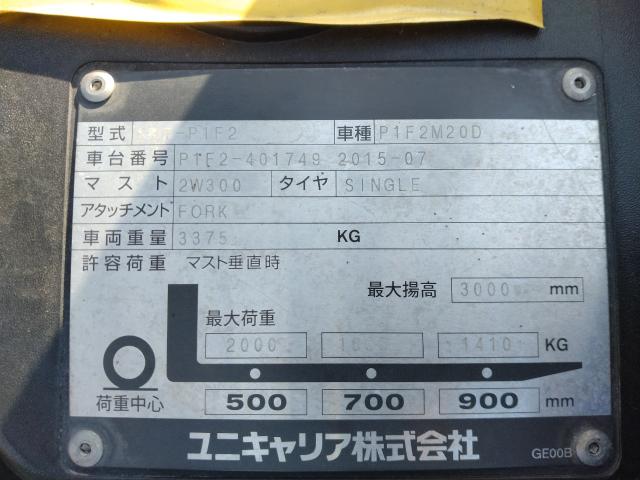 型式 -P1F2 車種 P1F2M20D
車台番号 P1F2-401749 2015-07
マスト 2W300 タイヤ SINGLE
アタッチメント FORK
車両重量 3375 KG
許容荷重 マスト垂直時
最大揚高 3000 mm
最大荷重
2000 1410 KG
荷重中心 500 700 900 mm
ユニキャリア株式会社
GE00B